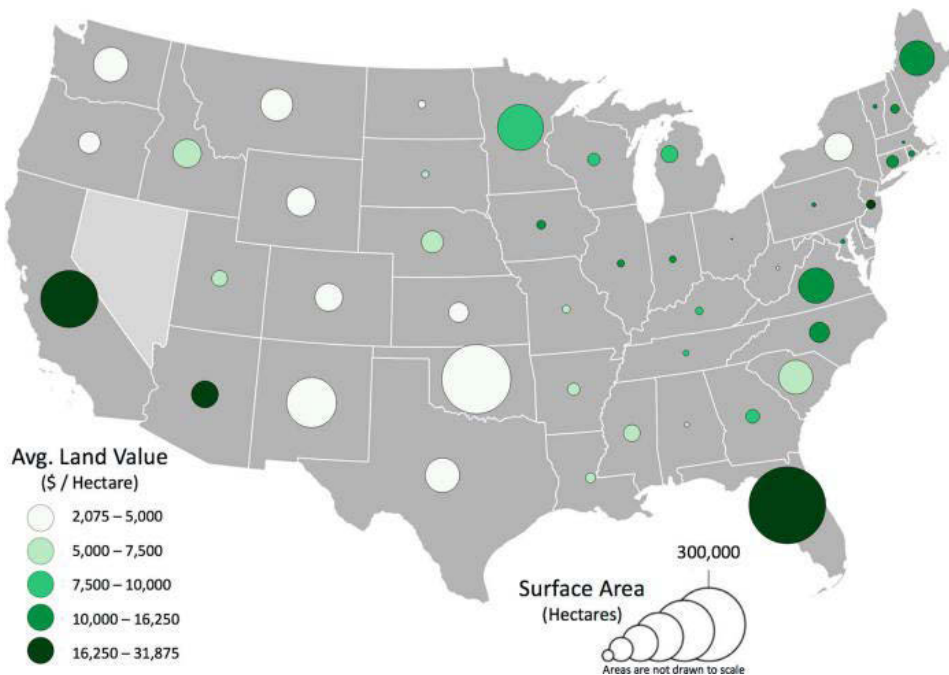 Avg. Land Value
($ / Hectare)
2,075 – 5,000
5,000 – 7,500
7,500 – 10,000
10,000 – 16,250
16,250 – 31,875
300,000
Surface Area
(Hectares)
Areas are not drawn to scale